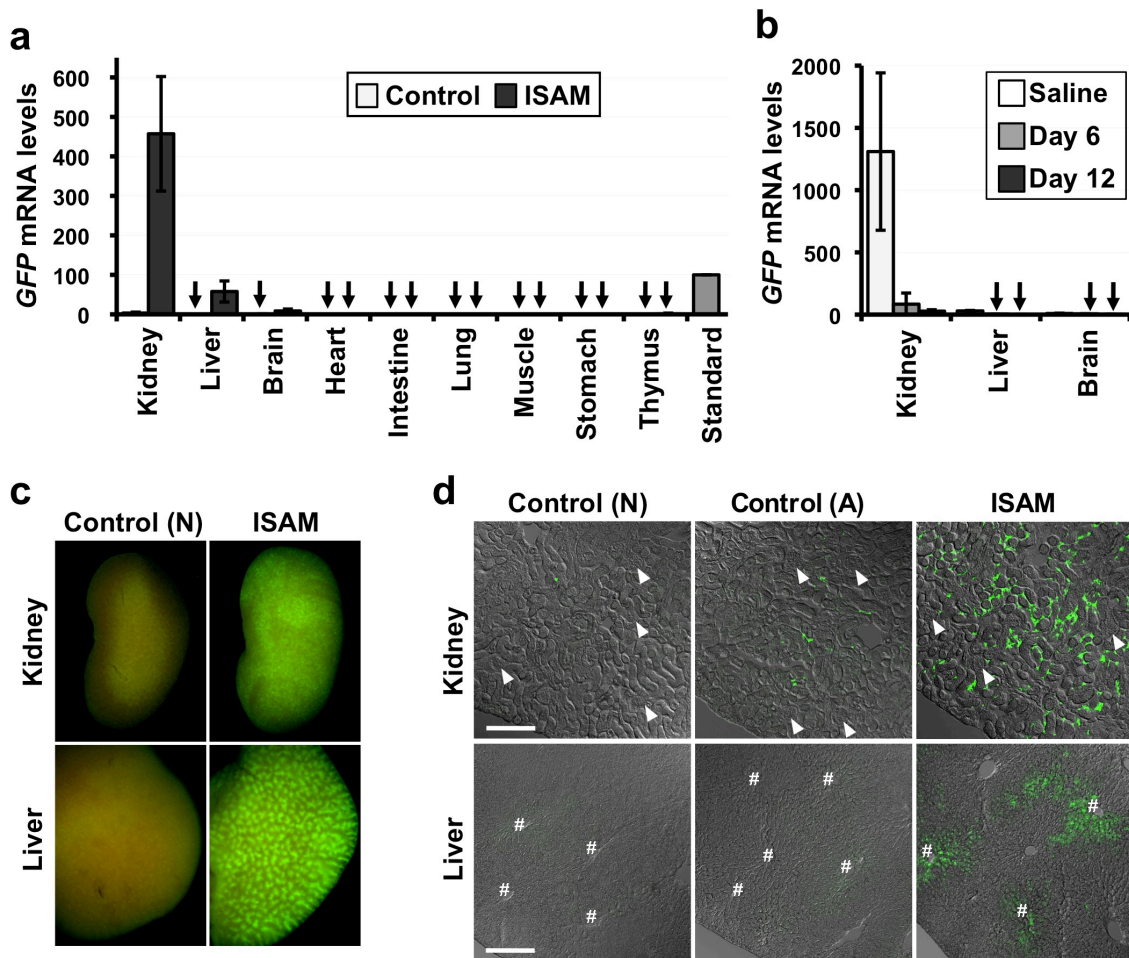 a
GFP mRNA levels
600
500
400
300
200
100
0
Control ISAM
Kidney
Liver
Brain
Heart
Intestine
Lung
Muscle
Stomach
Thymus
Standard
b
GFP mRNA levels
2000
1500
1000
500
0
Saline
Day 6
Day 12
Kidney
Liver
Brain
c
Control (N) ISAM
Kidney
Liver
d
Control (N) Control (A) ISAM
Kidney
Liver
# # # #
# # # # #
# # #